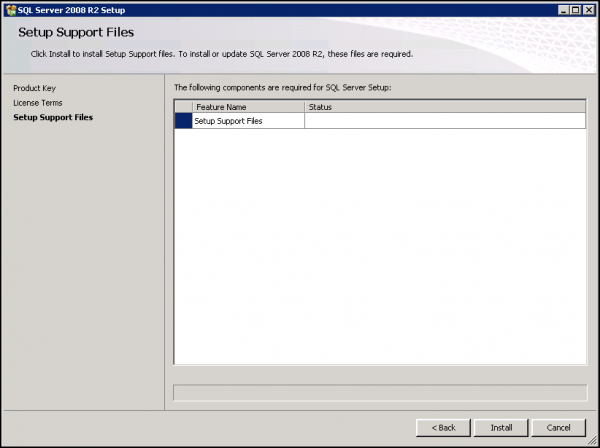 SQL Server 2008 R2 Setup
Setup Support Files
Click Install to install Setup Support files. To install or update SQL Server 2008 R2, these files are required.
Product Key
License Terms
Setup Support Files
The following components are required for SQL Server Setup:
Feature Name Status
Setup Support Files
< Back Install Cancel